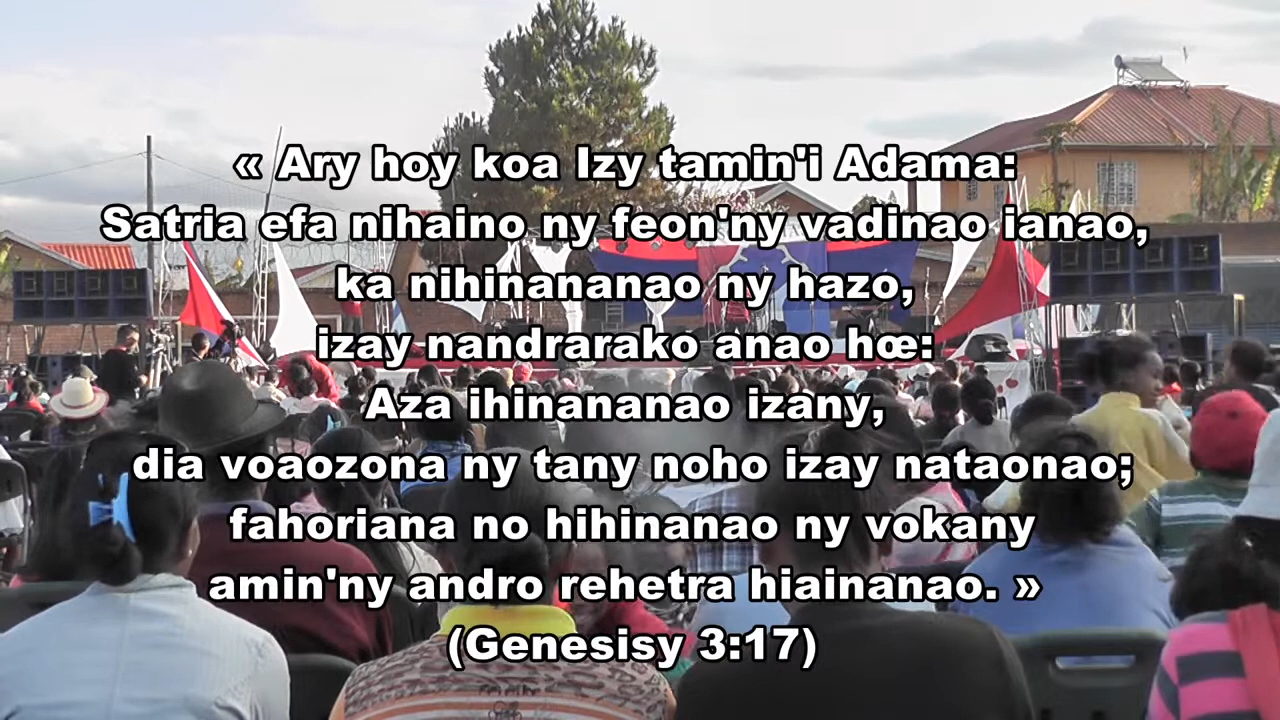 « Ary hoy koa Izy tamin'i Adama:
Satria efa nihaino ny feon'ny vadinao ianao,
ka nihinananao ny hazo,
izay nandrarako anao hœ:
Aza ihinananao izany,
dia voaozona ny tany noho izay nataonao;
fahoriana no hihinanao ny vokany
amin'ny andro rehetra hiainanao. »
(Genesisy 3:17)